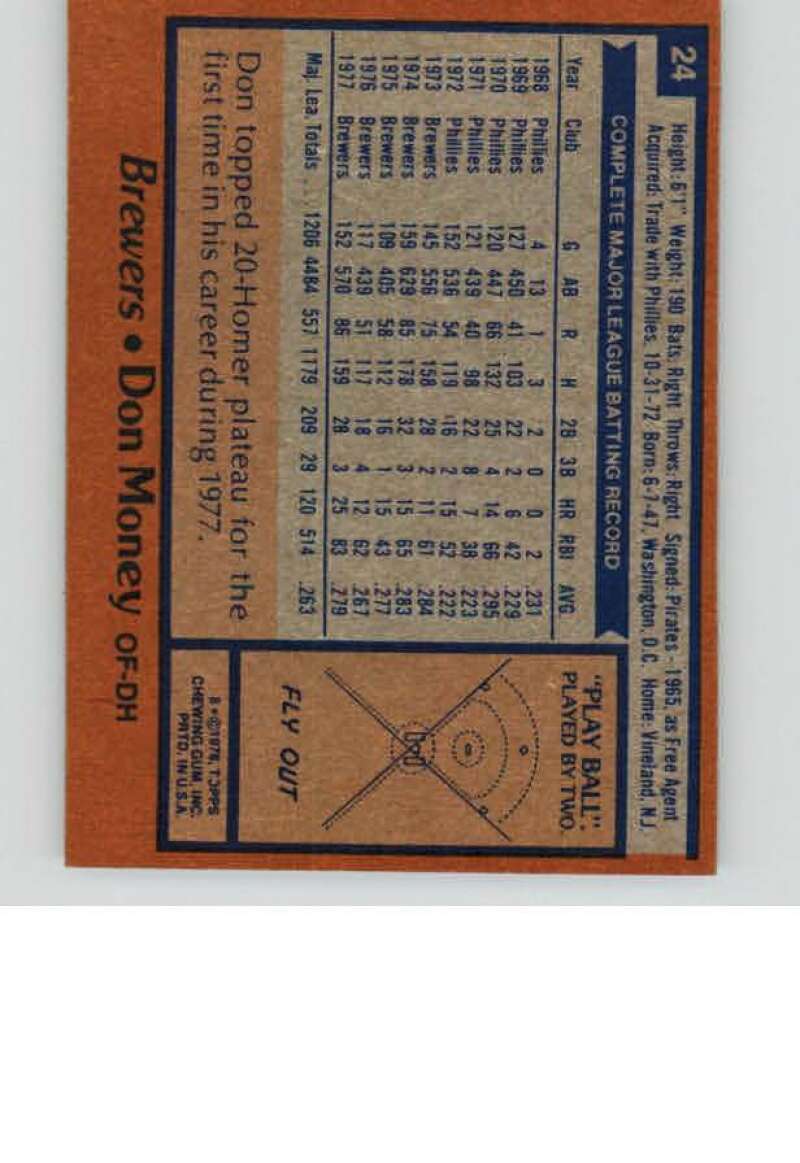 24
Height: 6'1" Weight: 190 Bats: Right Throws: Right Signed: Pirates - 1965, as Free Agent
Acquired: Trade with Phillies, 10-31-72 Born: 6-7-47, Washington, D.C. Home: Vineland, N.J.
COMPLETE MAJOR LEAGUE BATTING RECORD
Year Club G AB R H 2B 3B HR RBI AVG.
1968 Phillies 4 13 1 3 2 0 0 2 .231
1969 Phillies 127 450 41 103 22 2 6 42 .229
1970 Phillies 120 447 66 132 25 4 14 66 .295
1971 Phillies 121 439 40 98 22 8 7 38 .223
1972 Phillies 152 536 54 119 16 2 15 52 .222
1973 Brewers 145 556 75 158 28 2 11 61 .284
1974 Brewers 159 629 85 178 32 3 15 65 .283
1975 Brewers 109 405 58 112 16 1 15 43 .277
1976 Brewers 117 439 51 117 18 4 12 62 .267
1977 Brewers 152 570 86 159 28 3 25 83 .279
Maj. Lea. Totals ... 1206 4484 557 1179 209 29 120 514 .263
Don topped 20-Homer plateau for the
first time in his career during 1977.
"PLAY BALL".
PLAYED BY TWO.
FLY OUT
B • © 1978, TOPPS
CHEWING GUM, INC.
PRTD. IN U.S.A.
Brewers • Don Money OF-DH